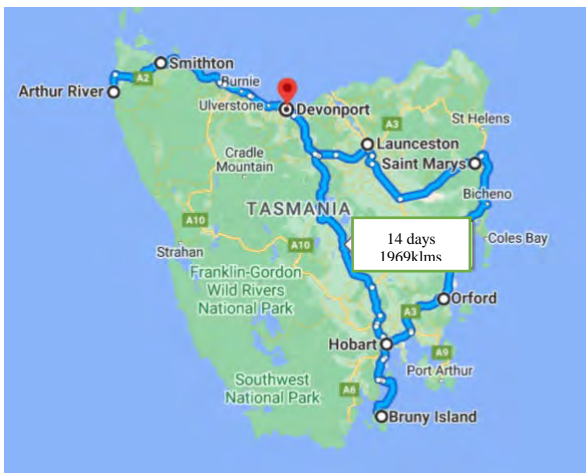 Smithton
A2
Arthur River
Burnie
Ulverstone
Devonport
A3
Launceston
St Helens
Saint Marys
Cradle
Mountain
Bicheno
TASMANIA
A10
Strahan
A10
14 days
1969klms
Coles Bay
Franklin-Gordon
Wild Rivers
National Park
A3
Orford
Hobart
A9
Port Arthur
Southwest
National Park
A6
Bruny Island